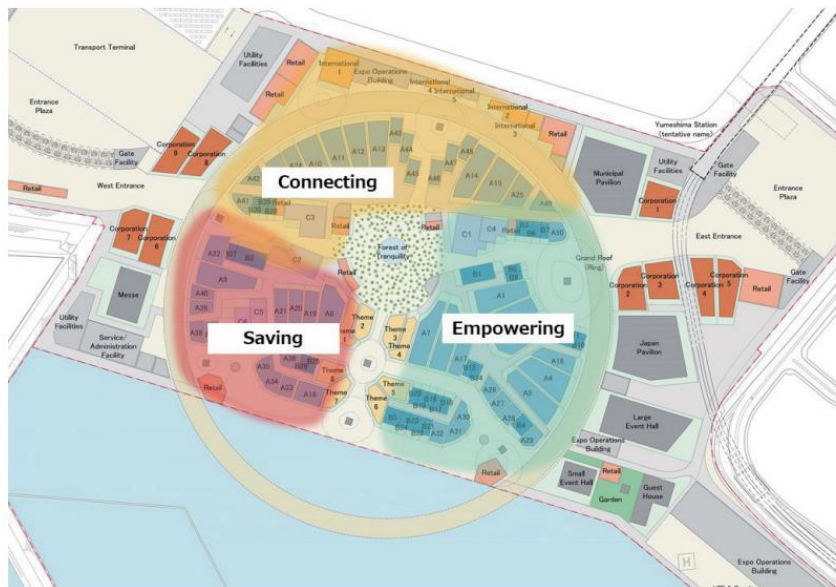 Transport Terminal
Utility
Facilities
Retail
International
1
Expo Operations
Building
International
4
International
5
International
2
International
3
Retail
Retail
Yumeshima Station
(tentative name)
Entrance
Plaza
Gate
Facility
Corporation
9
Corporation
8
Municipal
Pavilion
Utility
Facilities
Gate
Facility
Entrance
Plaza
A43
A44
A45
A13
A12
A11
A10
A42
A47
A46
A14
A15
A25
Connecting
Retail
West Entrance
A41
C3
Retail
Corporation
1
Corporation
7
Corporation
6
Forest of
Tranquility
C1
C4
Retail
A50
East Entrance
A22
C2
Retail
Grand Roof
(Ring)
Messe
A9
B1
A1
Corporation
2
Corporation
3
Corporation
4
Corporation
5
Retail
Gate
Facility
A40
A39
A38
C5
A21
A20
A19
A8
Saving
Theme
2
Theme
3
Theme
4
Theme
1
A7
Empowering
Utility
Facilities
Service/
Administration
Facility
Japan
Pavilion
A17
A16
A4
A5
A26
A27
A35
A34
A33
A18
Theme
8
Theme
7
Theme
5
Theme
6
Retail
A30
A31
A32
A28
A29
Retail
Large
Event Hall
Expo Operations
Building
Small
Event Hall
Retail
Garden
Guest
House
H
Expo Operations
Building